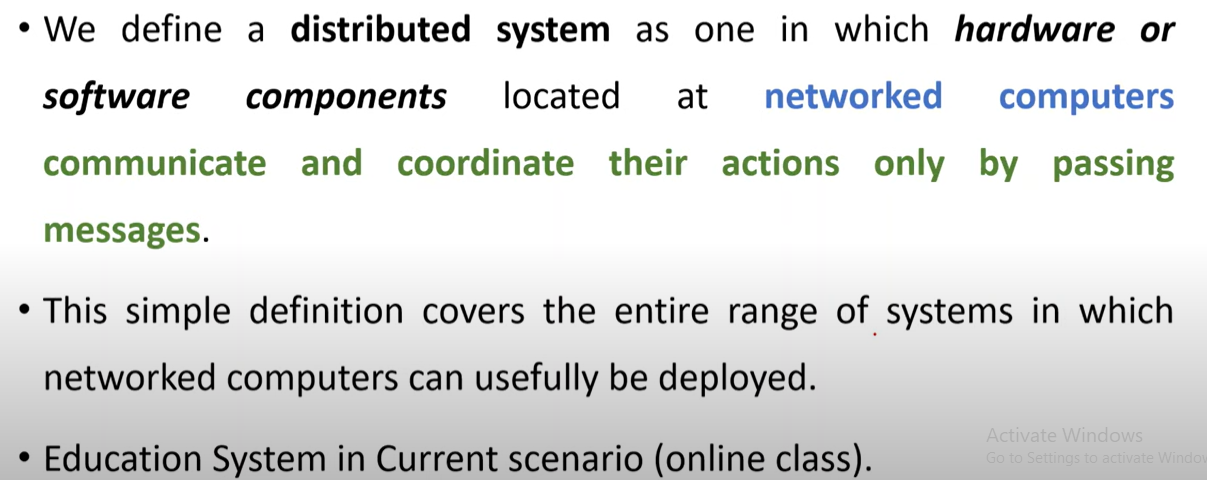 • We define a distributed system as one in which hardware or
software components located at networked computers
communicate and coordinate their actions only by passing
messages.
• This simple definition covers the entire range of systems in which
networked computers can usefully be deployed.
• Education System in Current scenario (online class).
Activate Windows
Go to Settings to activate Windo